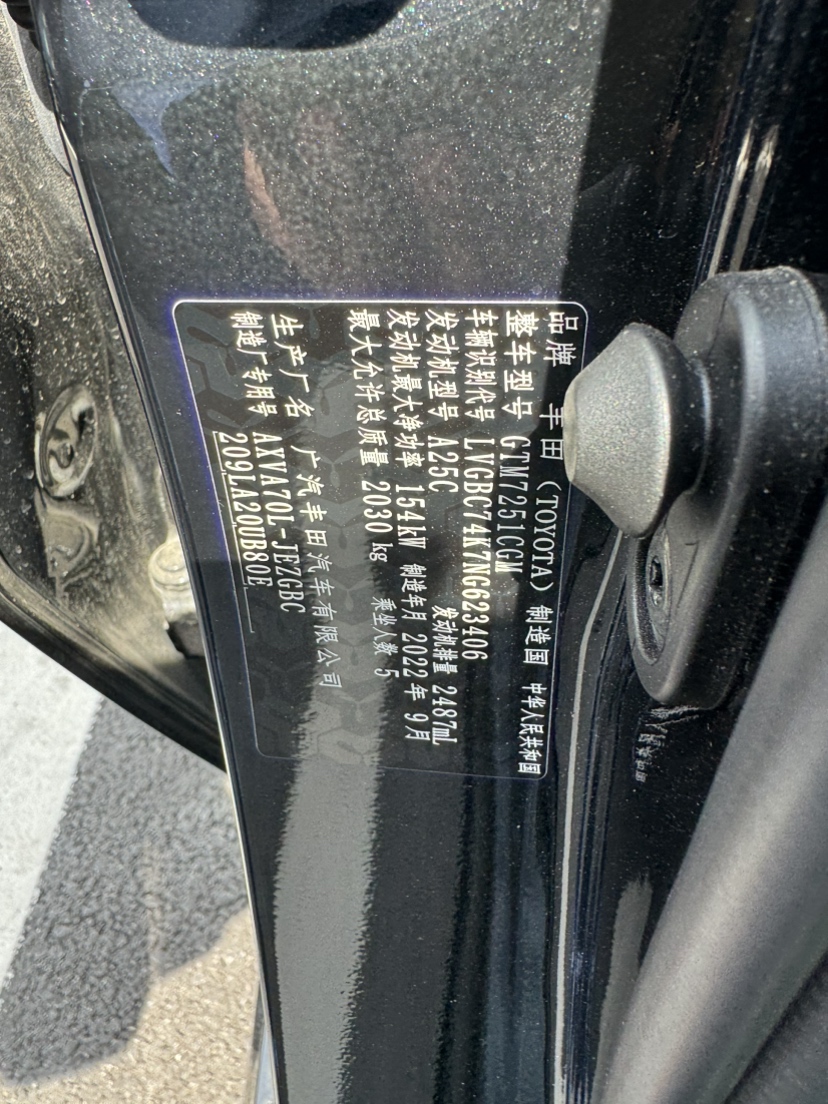 品牌 丰田 (TOYOTA) 制造国 中华人民共和国
整车型号 GTM7251CGM
车辆识别代号 LVGBC74K7NG623406
发动机型号 A25C 发动机排量 2487mL
发动机最大净功率 154kW 制造年月 2022年 9月
最大允许总质量 2030 kg 乘坐人数 5
生产厂名 广汽丰田汽车有限公司
制造厂专用号 AXVA70L-JEZGBC
209LA20UB80E